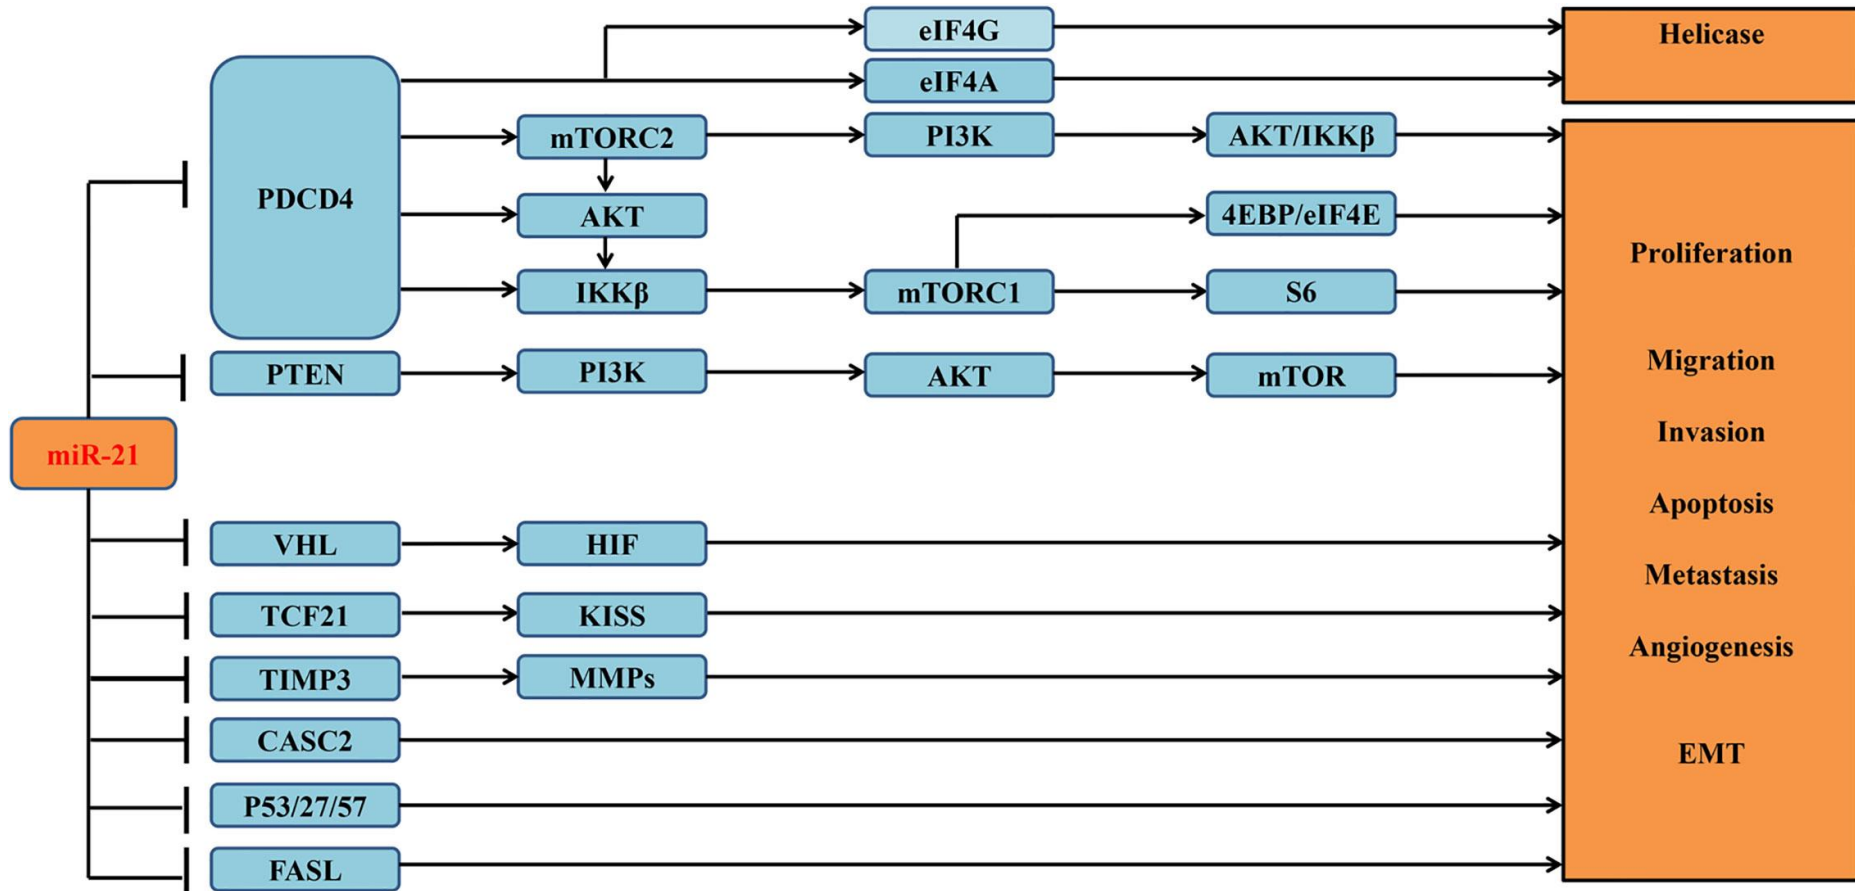 eIF4G
Helicase
eIF4A
mTORC2
PI3K
AKT/IKKβ
PDCD4
AKT
4EBP/eIF4E
Proliferation
IKKβ
mTORC1
S6
PTEN
PI3K
AKT
mTOR
Migration
Invasion
miR-21
Apoptosis
VHL
HIF
Metastasis
TCF21
KISS
Angiogenesis
TIMP3
MMPs
CASC2
EMT
P53/27/57
FASL